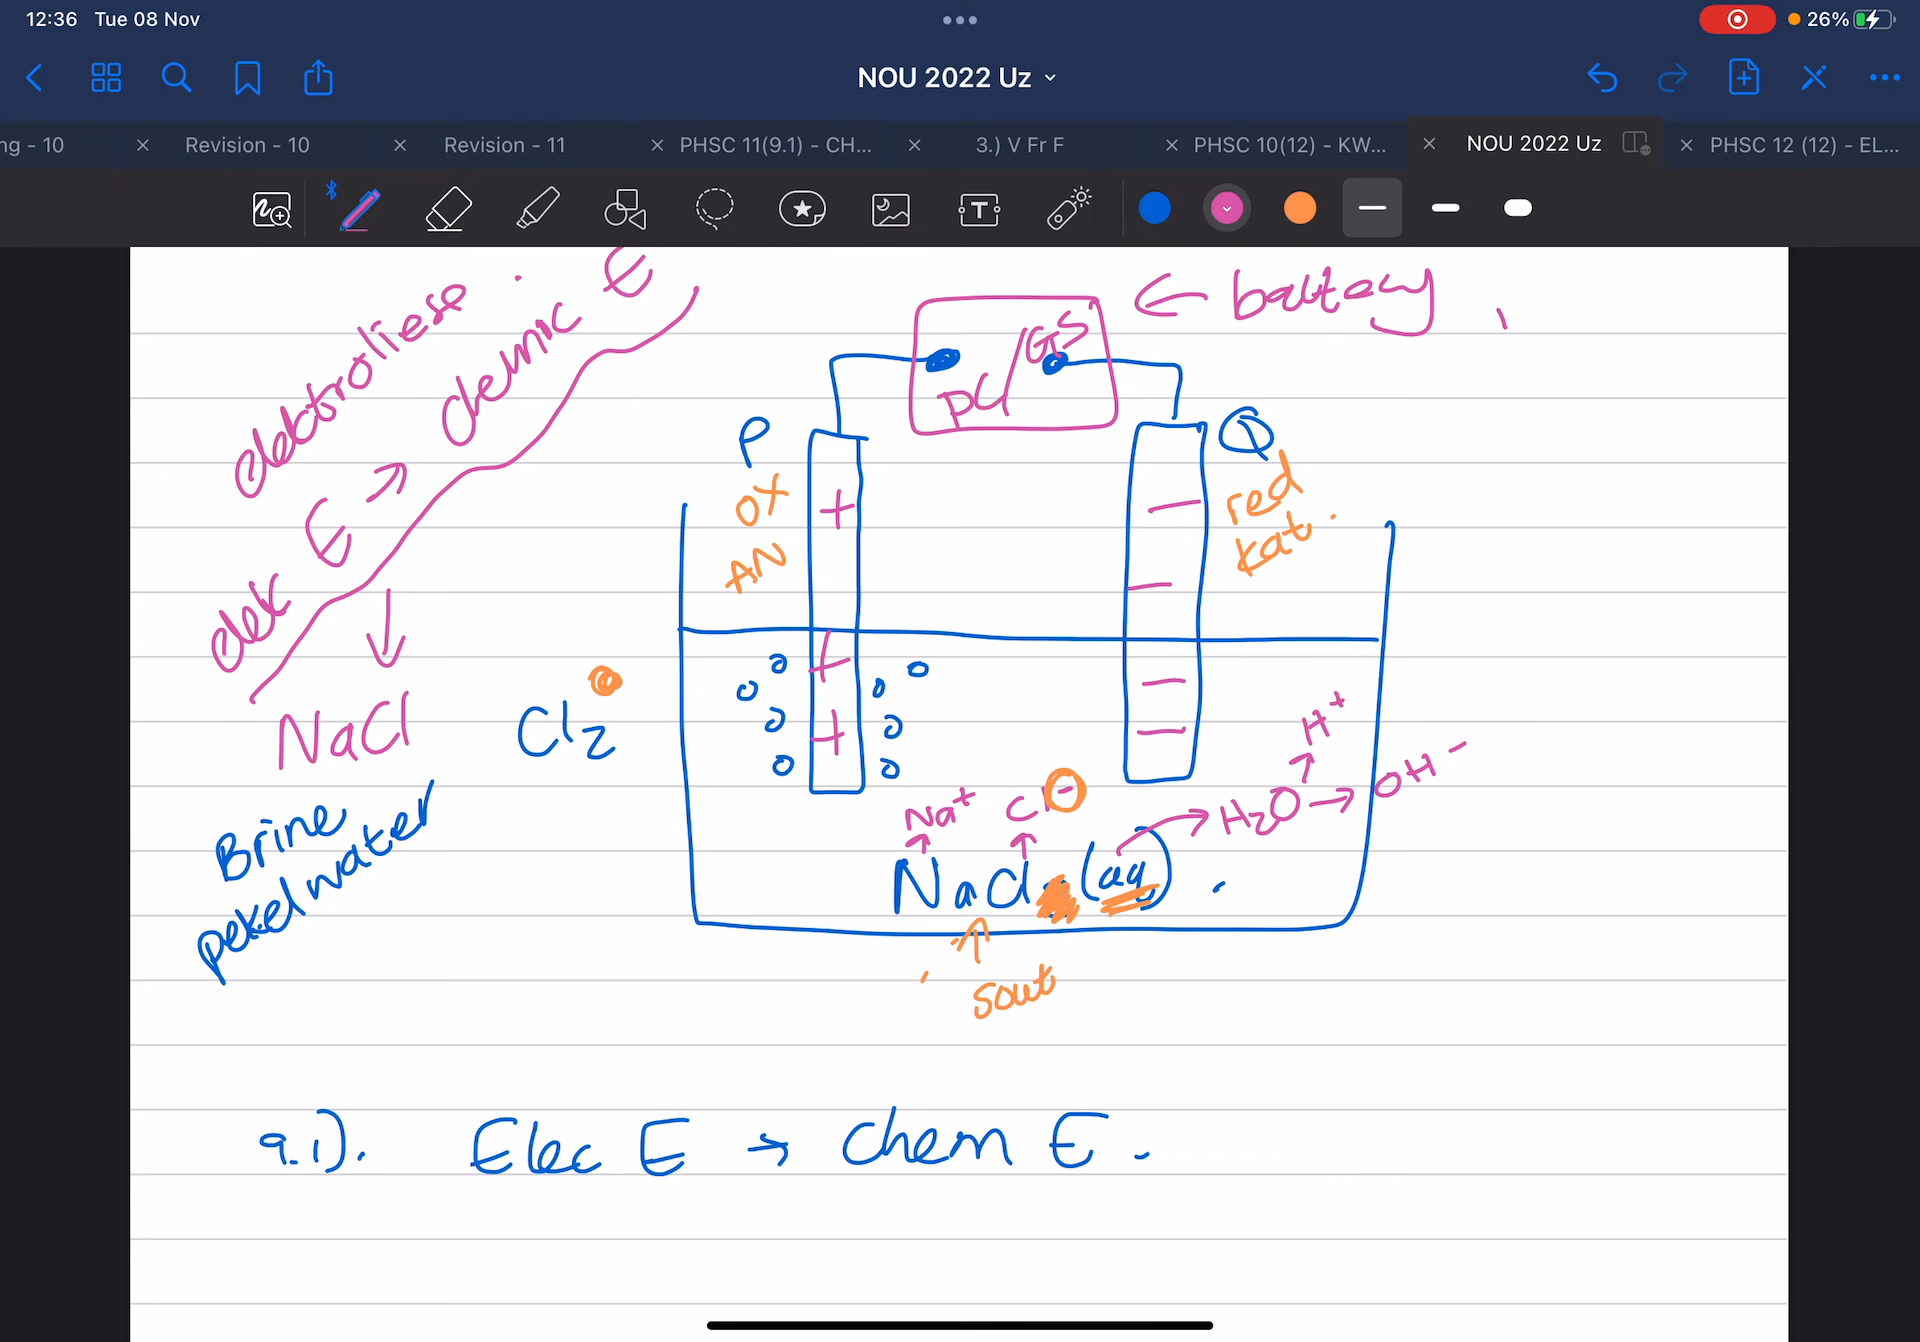 12:36 Tue 08 Nov
26%
NOU 2022 Uz
ng - 10
Revision - 10
Revision - 11
PHSC 11(9.1) - CH...
3.) V Fr F
PHSC 10(12) - KW...
NOU 2022 Uz
PHSC 12 (12) - EL...
elektroliese
elek E → chemic E
NaCl
Brine
pekelwater
← battery
DC/GS
P
OX
AN
+
+
+
Q
red
kat.
Cl2
Na+ Cl-
H2O → OH-
H+
NaCl (aq)
sout
9.1). Elec E → Chem E.